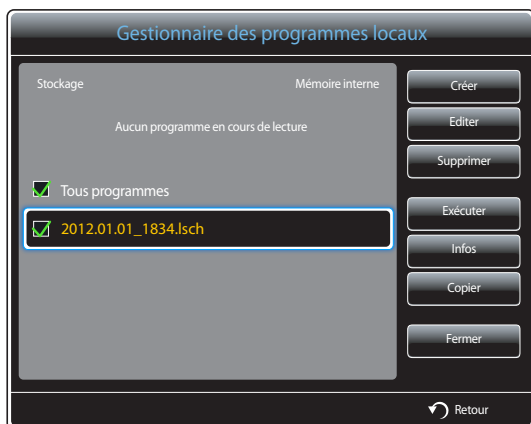 Gestionnaire des programmes locaux
Stockage Mémoire interne
Aucun programme en cours de lecture
Tous programmes
2012.01.01_1834.lsch
Créer
Editer
Supprimer
Exécuter
Infos
Copier
Fermer
Retour